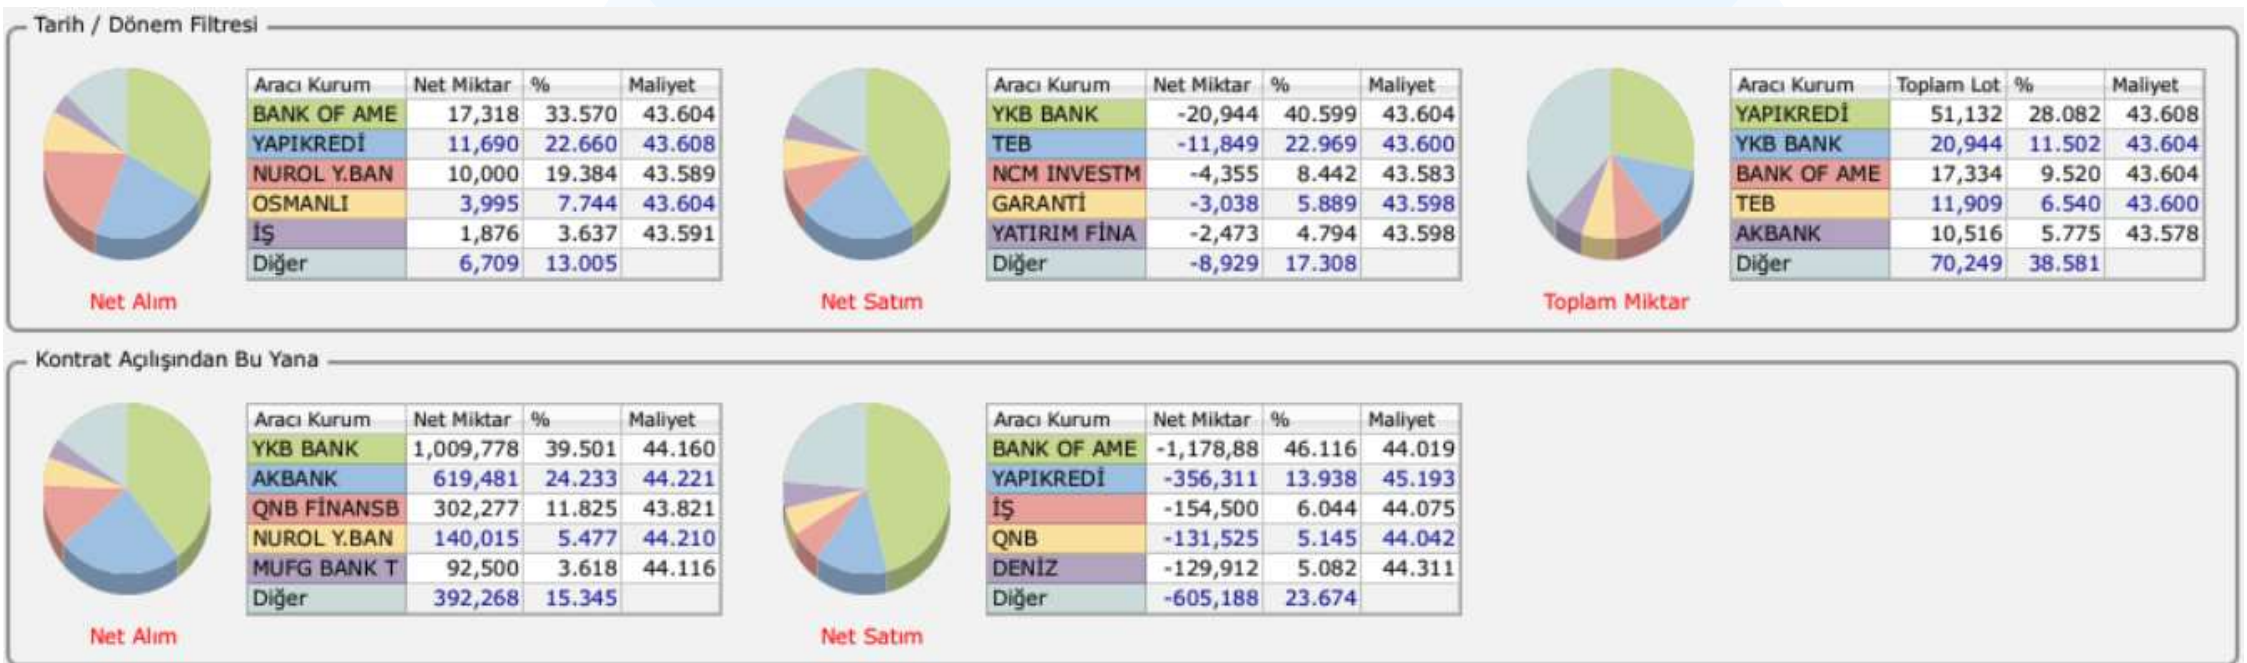 Tarih / Dönem Filtresi
Aracı Kurum Net Miktar % Maliyet
BANK OF AME 17,318 33.570 43.604
YAPIKREDİ 11,690 22.660 43.608
NUROL Y.BAN 10,000 19.384 43.589
OSMANLI 3,995 7.744 43.604
İŞ 1,876 3.637 43.591
Diğer 6,709 13.005
Net Alım
Aracı Kurum Net Miktar % Maliyet
YKB BANK -20,944 40.599 43.604
TEB -11,849 22.969 43.600
NCM INVESTM -4,355 8.442 43.583
GARANTİ -3,038 5.889 43.598
YATIRIM FİNA -2,473 4.794 43.598
Diğer -8,929 17.308
Net Satım
Aracı Kurum Toplam Lot % Maliyet
YAPIKREDİ 51,132 28.082 43.608
YKB BANK 20,944 11.502 43.604
BANK OF AME 17,334 9.520 43.604
TEB 11,909 6.540 43.600
AKBANK 10,516 5.775 43.578
Diğer 70,249 38.581
Toplam Miktar
Kontrat Açılışından Bu Yana
Aracı Kurum Net Miktar % Maliyet
YKB BANK 1,009,778 39.501 44.160
AKBANK 619,481 24.233 44.221
QNB FİNANSB 302,277 11.825 43.821
NUROL Y.BAN 140,015 5.477 44.210
MUFG BANK T 92,500 3.618 44.116
Diğer 392,268 15.345
Net Alım
Aracı Kurum Net Miktar % Maliyet
BANK OF AME -1,178,88 46.116 44.019
YAPIKREDİ -356,311 13.938 45.193
İŞ -154,500 6.044 44.075
QNB -131,525 5.145 44.042
DENİZ -129,912 5.082 44.311
Diğer -605,188 23.674
Net Satım